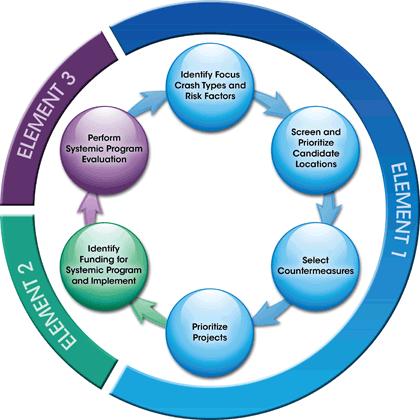 Identify Focus
Crash Types and
Risk Factors
Screen and
Prioritize
Candidate
Locations
Select
Countermeasures
Prioritize
Projects
Identify
Funding for
Systemic Program
and Implement
Perform
Systemic Program
Evaluation
ELEMENT 1
ELEMENT 2
ELEMENT 3